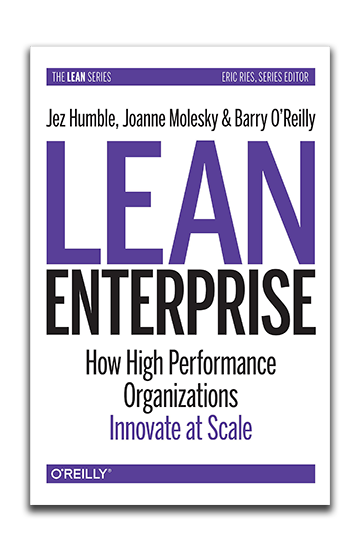 THE LEAN SERIES ERIC RIES, SERIES EDITOR
Jez Humble, Joanne Molesky & Barry O'Reilly
LEAN
ENTERPRISE
How High Performance
Organizations
Innovate at Scale
O'REILLY®